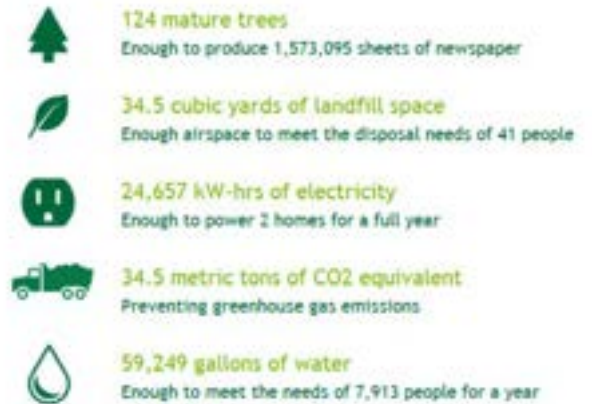 124 mature trees
Enough to produce 1,573,095 sheets of newspaper
34.5 cubic yards of landfill space
Enough airspace to meet the disposal needs of 41 people
24,657 kW-hrs of electricity
Enough to power 2 homes for a full year
34.5 metric tons of CO2 equivalent
Preventing greenhouse gas emissions
59,249 gallons of water
Enough to meet the needs of 7,913 people for a year